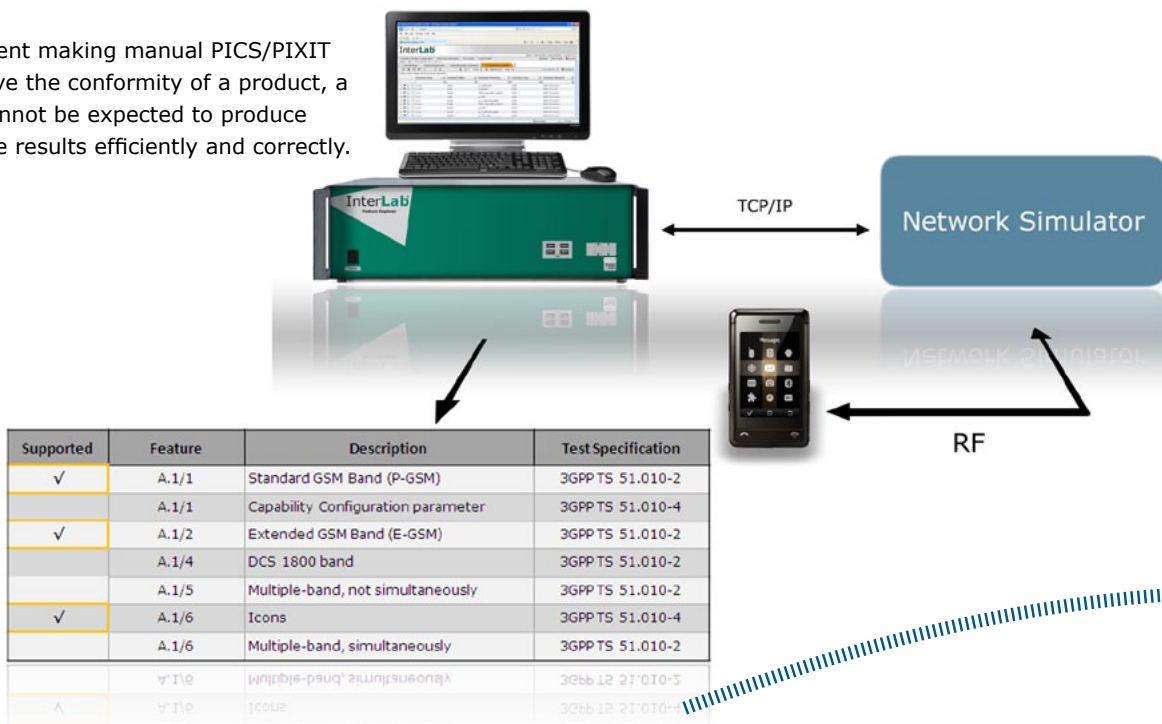 ent making manual PICS/PIXIT
ve the conformity of a product, a
nnot be expected to produce
e results efficiently and correctly.
InterLab
InterLab
Feature Explorer
TCP/IP
Network Simulator
Messages
RF
Supported Feature Description Test Specification
√ A.1/1 Standard GSM Band (P-GSM) 3GPP TS 51.010-2
A.1/1 Capability Configuration parameter 3GPP TS 51.010-4
√ A.1/2 Extended GSM Band (E-GSM) 3GPP TS 51.010-2
A.1/4 DCS 1800 band 3GPP TS 51.010-2
A.1/5 Multiple-band, not simultaneously 3GPP TS 51.010-2
√ A.1/6 Icons 3GPP TS 51.010-4
A.1/6 Multiple-band, simultaneously 3GPP TS 51.010-2